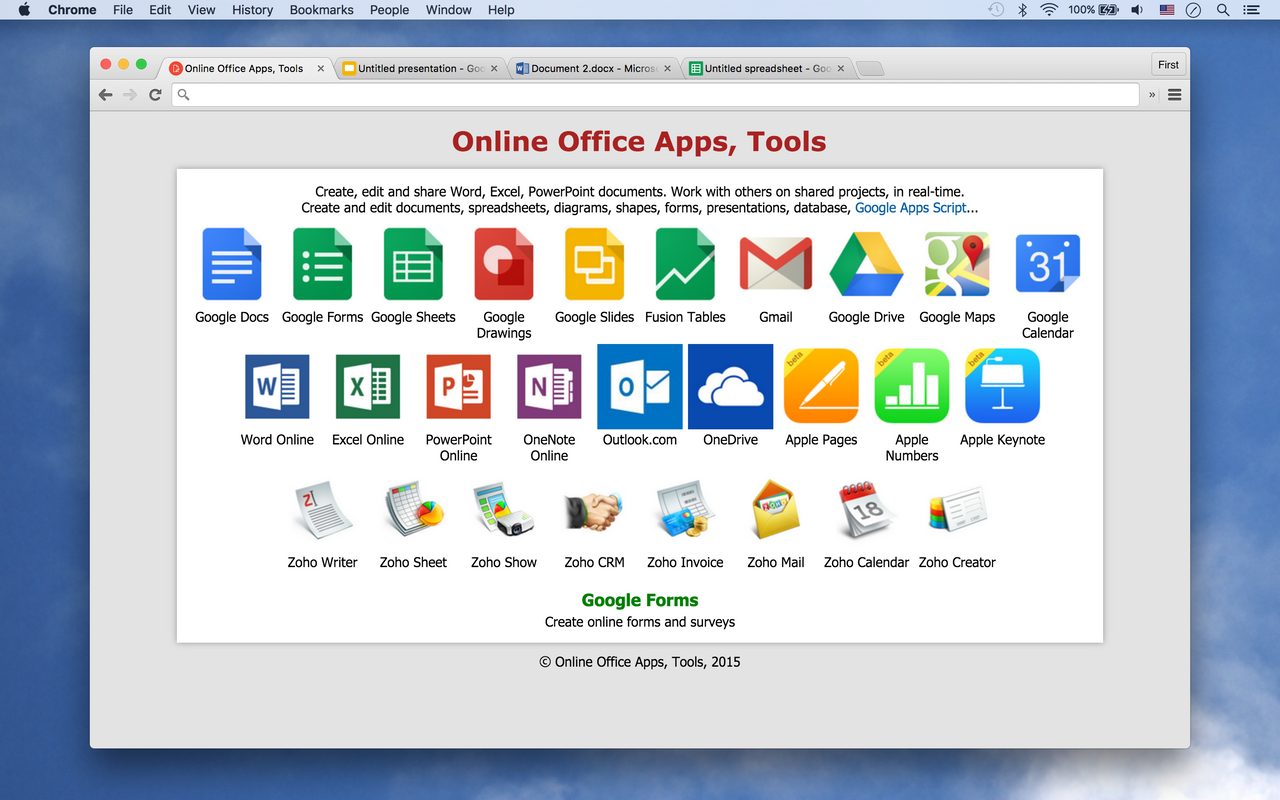 Chrome File Edit View History Bookmarks People Window Help 100%
Online Office Apps, Tools Untitled presentation - Goo Document 2.docx - Microso Untitled spreadsheet - Goo First
»
Online Office Apps, Tools
Create, edit and share Word, Excel, PowerPoint documents. Work with others on shared projects, in real-time.
Create and edit documents, spreadsheets, diagrams, shapes, forms, presentations, database, Google Apps Script...
31
Google Docs Google Forms Google Sheets Google Drawings Google Slides Fusion Tables Gmail Google Drive Google Maps Google Calendar
W X P N O beta beta beta
Word Online Excel Online PowerPoint Online OneNote Online Outlook.com OneDrive Apple Pages Apple Numbers Apple Keynote
Z ZOHO 18
Zoho Writer Zoho Sheet Zoho Show Zoho CRM Zoho Invoice Zoho Mail Zoho Calendar Zoho Creator
Google Forms
Create online forms and surveys
© Online Office Apps, Tools, 2015